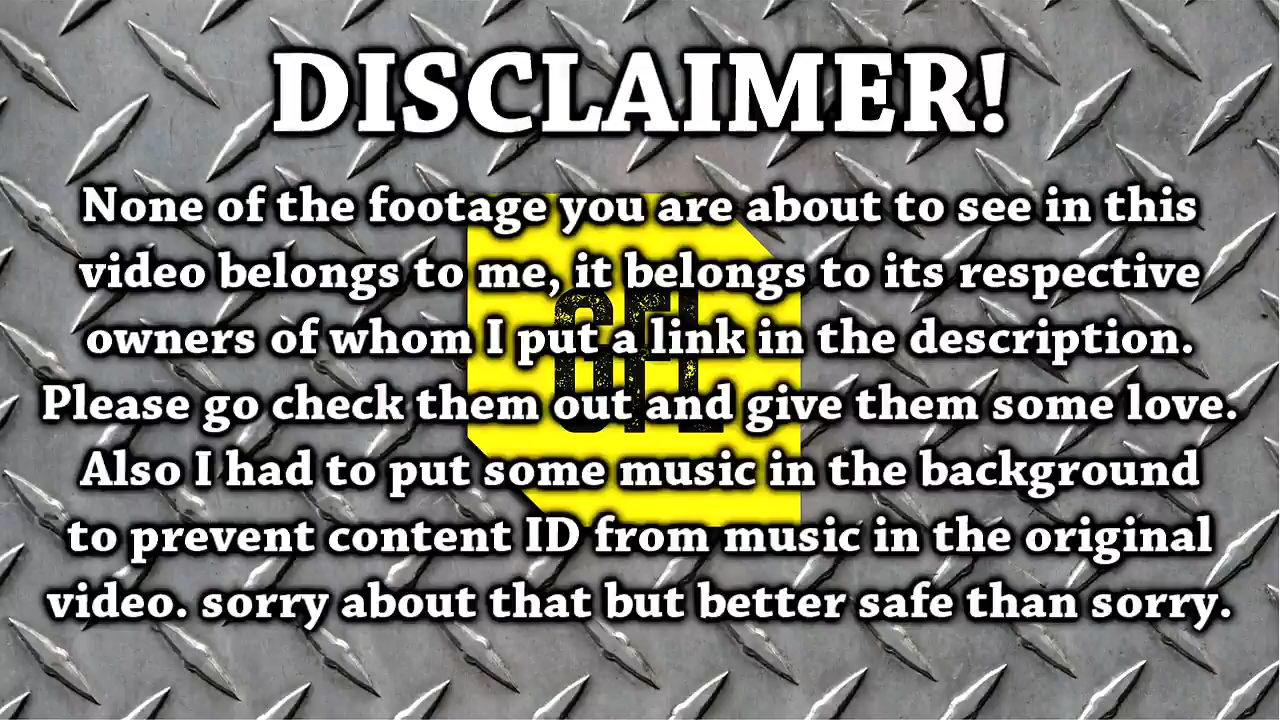 DISCLAIMER!
None of the footage you are about to see in this
video belongs to me, it belongs to its respective
owners of whom I put a link in the description.
Please go check them out and give them some love.
Also I had to put some music in the background
to prevent content ID from music in the original
video. sorry about that but better safe than sorry.
GFL